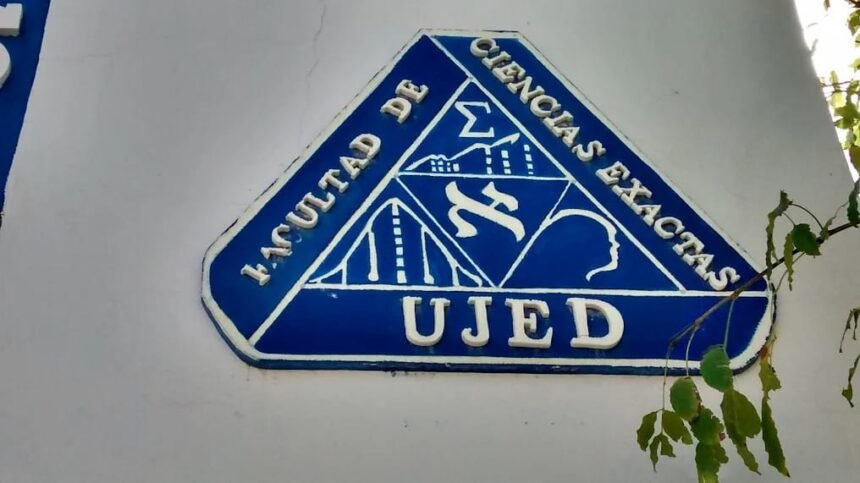 FACULTAD DE
CIENCIAS EXACTAS
Σ
ℵ
UJED